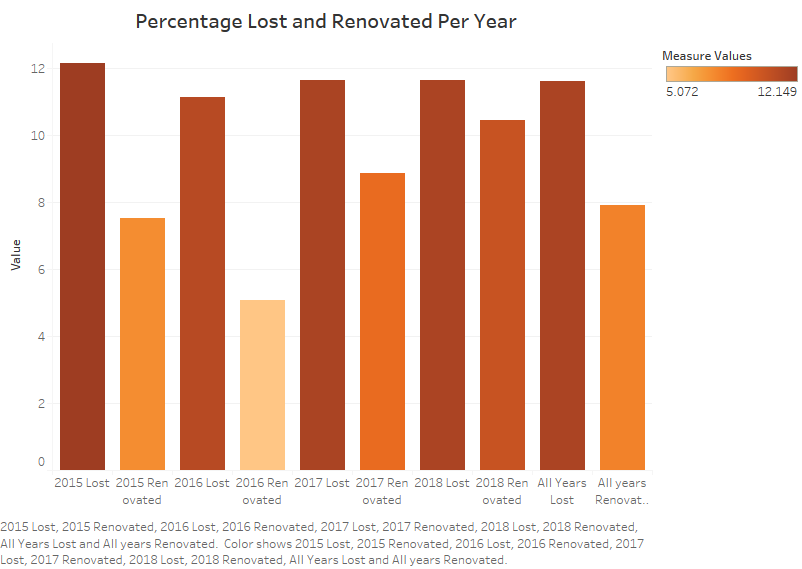 Percentage Lost and Renovated Per Year
Measure Values
5.072 12.149
12
10
8
6
4
2
0
Value
2015 Lost 2015 Ren 2016 Lost 2016 Ren 2017 Lost 2017 Ren 2018 Lost 2018 Ren All Years All years
ovated ovated ovated ovated Lost Renovat..
2015 Lost, 2015 Renovated, 2016 Lost, 2016 Renovated, 2017 Lost, 2017 Renovated, 2018 Lost, 2018 Renovated,
All Years Lost and All years Renovated. Color shows 2015 Lost, 2015 Renovated, 2016 Lost, 2016 Renovated, 2017
Lost, 2017 Renovated, 2018 Lost, 2018 Renovated, All Years Lost and All years Renovated.